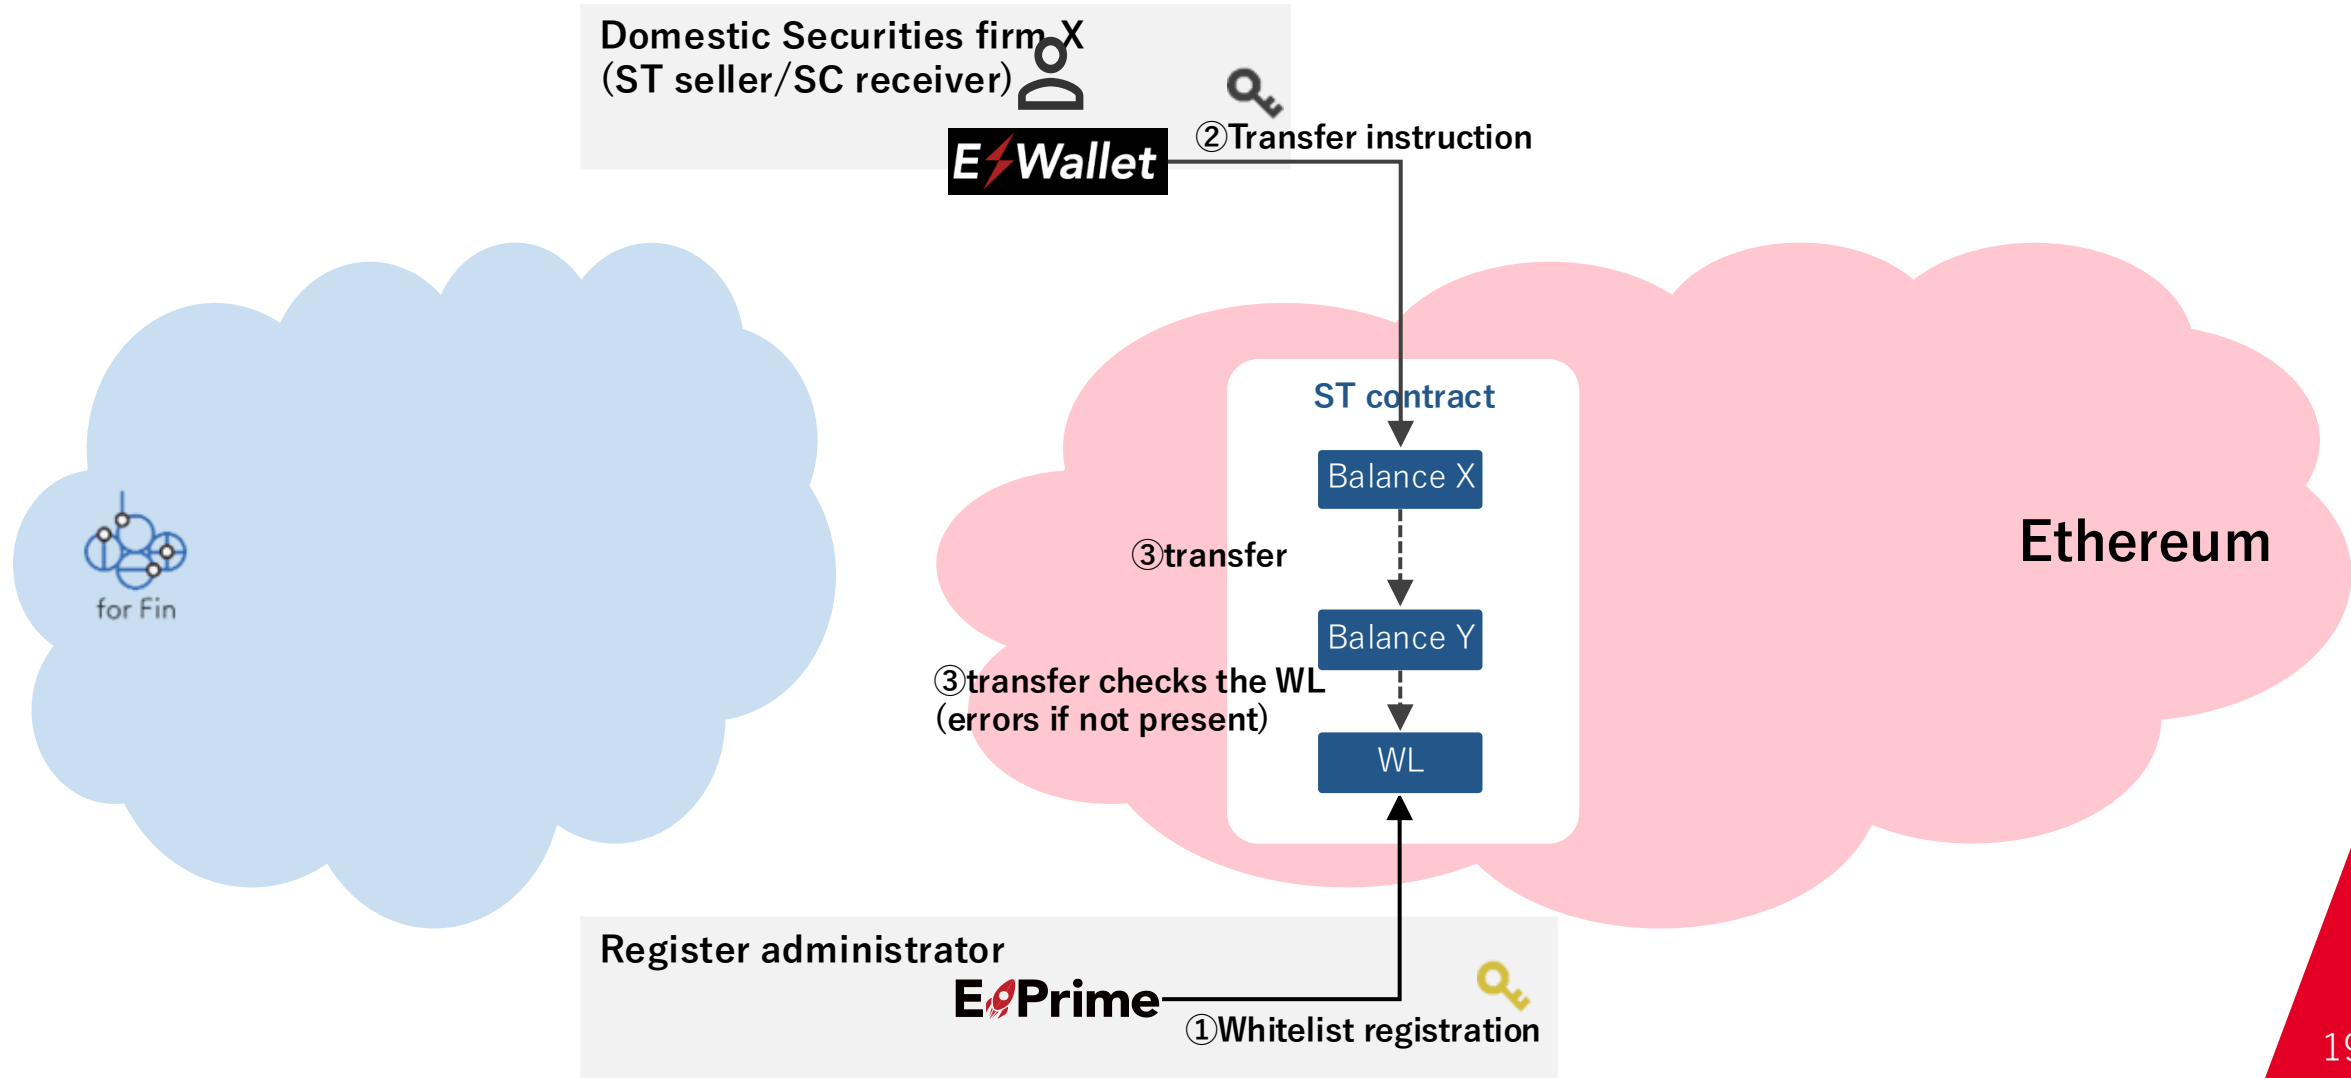 Domestic Securities firm X
(ST seller/SC receiver)
E Wallet
②Transfer instruction
ST contract
Balance X
③transfer
Ethereum
for Fin
Balance Y
③transfer checks the WL
(errors if not present)
WL
Register administrator
E Prime
①Whitelist registration
19